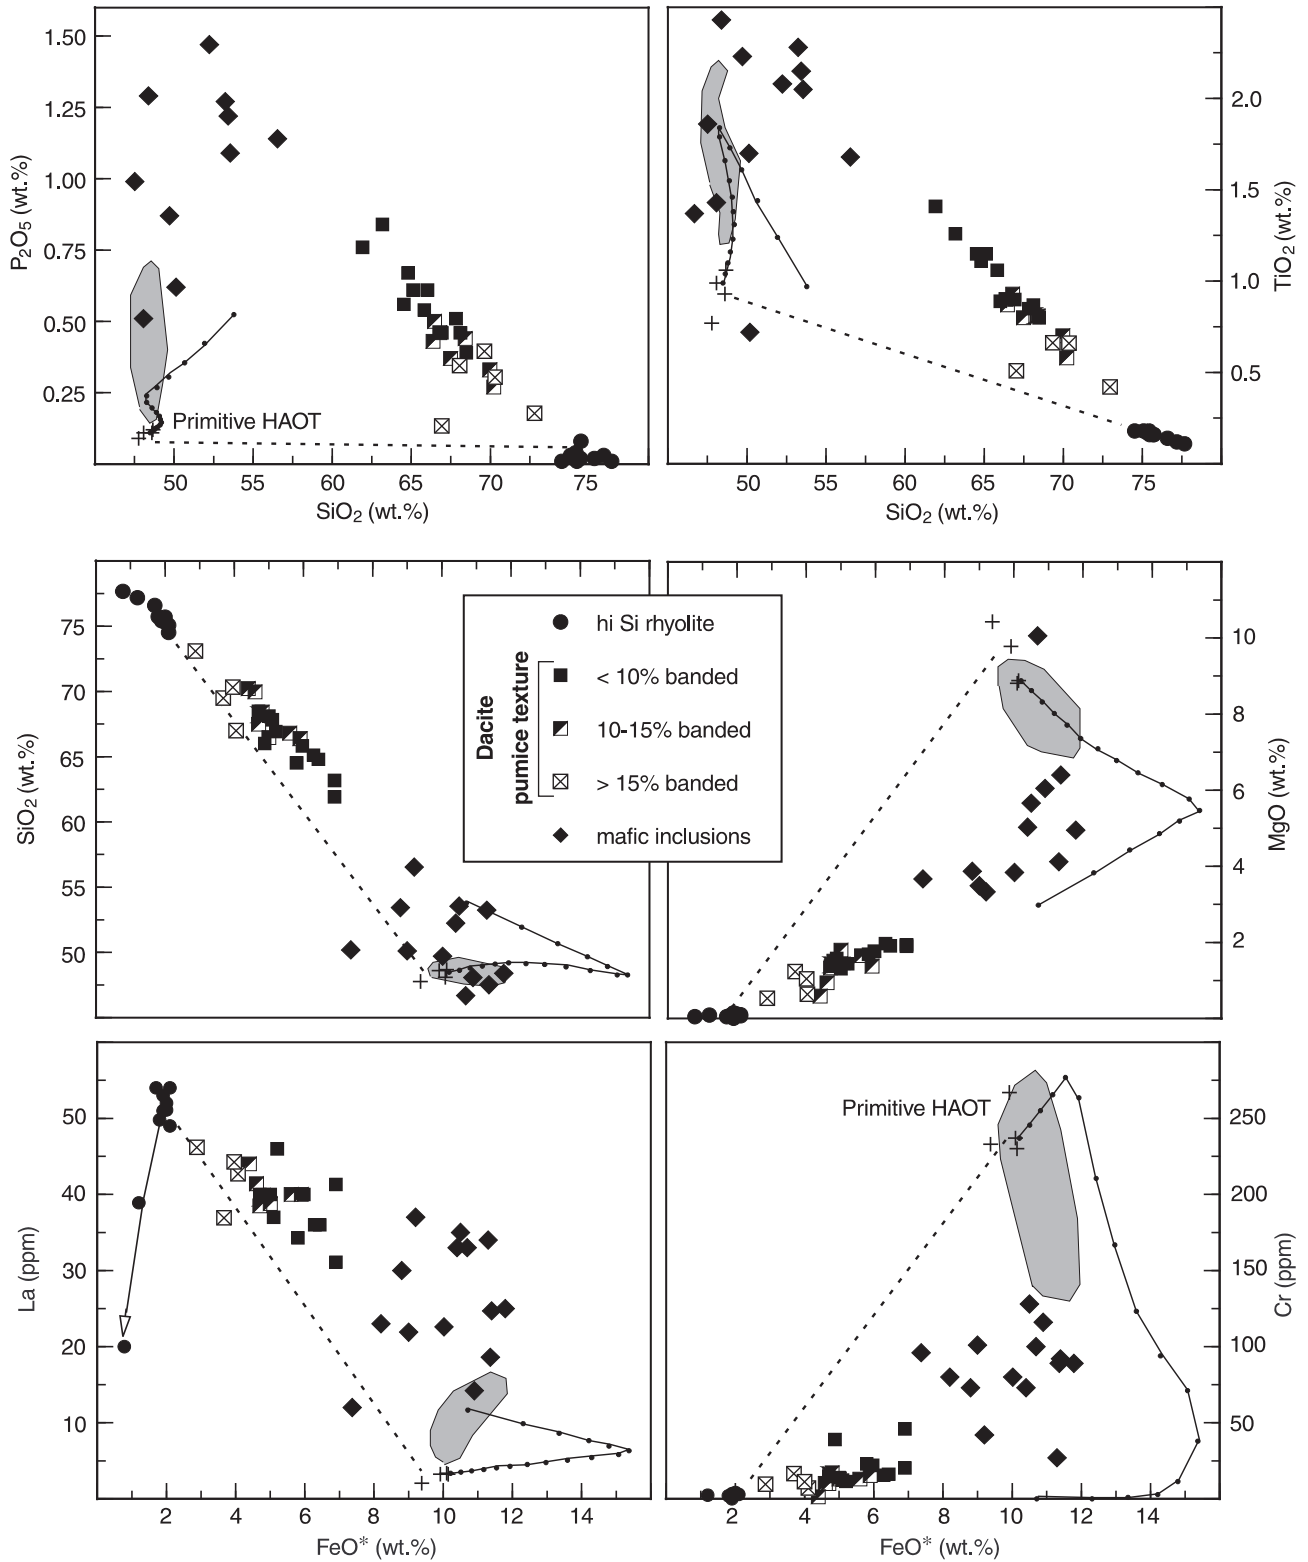 1.50
1.25
1.00
0.75
0.50
0.25
P2O5 (wt.%)
Primitive HAOT
50 55 60 65 70 75
SiO2 (wt.%)
2.0
1.5
1.0
0.5
TiO2 (wt.%)
50 55 60 65 70 75
SiO2 (wt.%)
75
70
65
60
55
50
SiO2 (wt.%)
hi Si rhyolite
Dacite
pumice texture
< 10% banded
10-15% banded
> 15% banded
mafic inclusions
10
8
6
4
2
MgO (wt.%)
50
40
30
20
10
La (ppm)
2 4 6 8 10 12 14
FeO* (wt.%)
Primitive HAOT
250
200
150
100
50
0
Cr (ppm)
2 4 6 8 10 12 14
FeO* (wt.%)